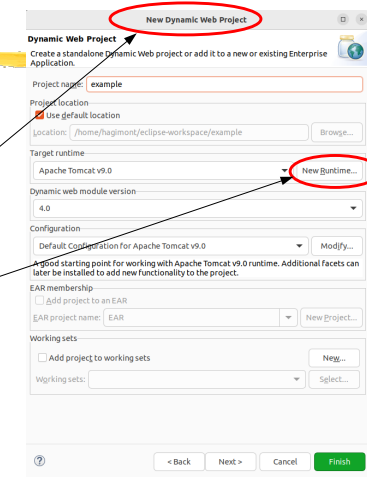 New Dynamic Web Project
Dynamic Web Project
Create a standalone Dynamic Web project or add it to a new or existing Enterprise
Application.
Project name: example
Project location
Use default location
Location: /home/hagimont/eclipse-workspace/example Browse...
Target runtime
Apache Tomcat v9.0 New Runtime...
Dynamic web module version
4.0
Configuration
Default Configuration for Apache Tomcat v9.0 Modify...
A good starting point for working with Apache Tomcat v9.0 runtime. Additional facets can
later be installed to add new functionality to the project.
EAR membership
Add project to an EAR
EAR project name: EAR New Project...
Working sets
Add project to working sets New...
Working sets: Select...
? < Back Next > Cancel Finish